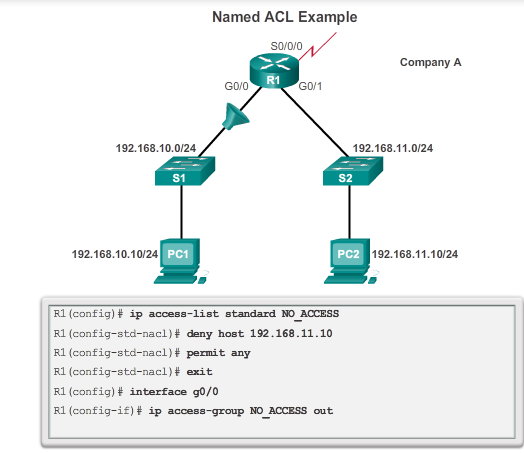 Named ACL Example
S0/0/0
Company A
R1
G0/0
G0/1
192.168.10.0/24
192.168.11.0/24
S1
S2
192.168.10.10/24
PC1
PC2
192.168.11.10/24
R1(config)# ip access-list standard NO_ACCESS
R1(config-std-nacl)# deny host 192.168.11.10
R1(config-std-nacl)# permit any
R1(config-std-nacl)# exit
R1(config)# interface g0/0
R1(config-if)# ip access-group NO_ACCESS out